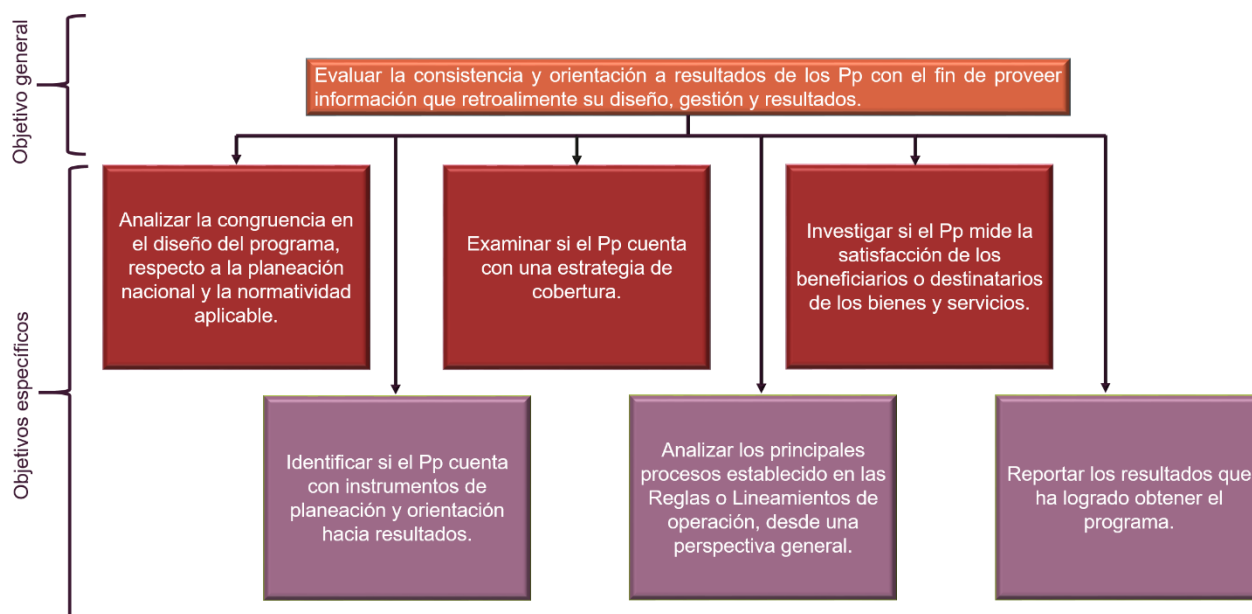 Objetivo general
Evaluar la consistencia y orientación a resultados de los Pp con el fin de proveer
información que retroalimente su diseño, gestión y resultados.
Objetivos específicos
Analizar la congruencia en
el diseño del programa,
respecto a la planeación
nacional y la normatividad
aplicable.
Examinar si el Pp cuenta
con una estrategia de
cobertura.
Investigar si el Pp mide la
satisfacción de los
beneficiarios o destinatarios
de los bienes y servicios.
Identificar si el Pp cuenta
con instrumentos de
planeación y orientación
hacia resultados.
Analizar los principales
procesos establecido en las
Reglas o Lineamientos de
operación, desde una
perspectiva general.
Reportar los resultados que
ha logrado obtener el
programa.